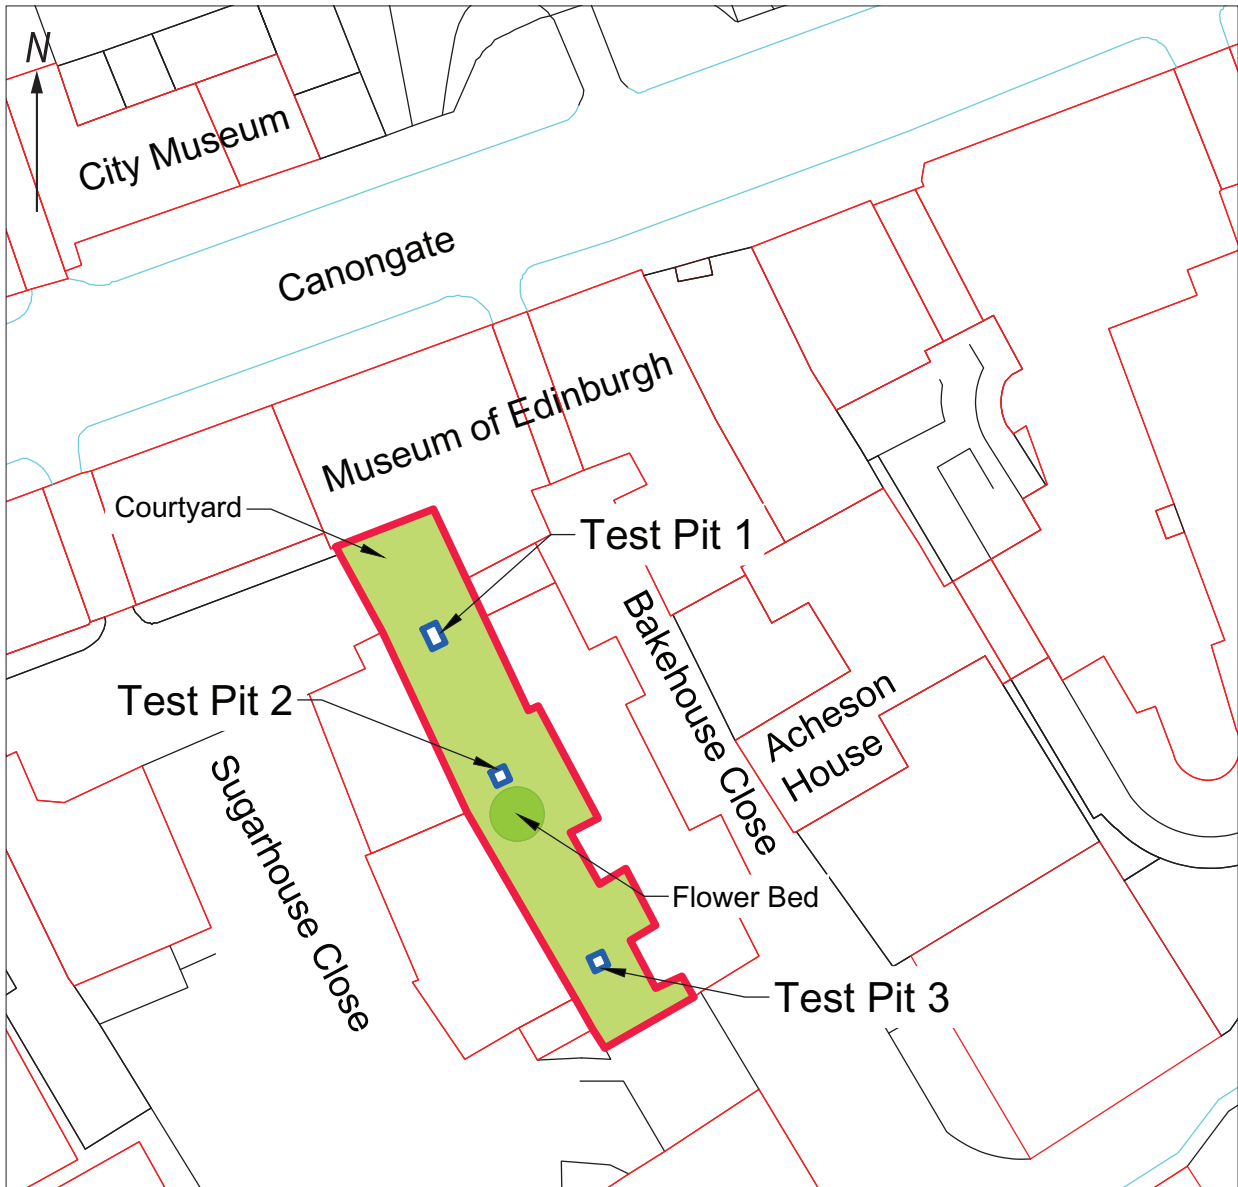 N
City Museum
Canongate
Museum of Edinburgh
Courtyard
Test Pit 1
Bakehouse Close
Test Pit 2
Acheson
House
Sugarhouse Close
Flower Bed
Test Pit 3